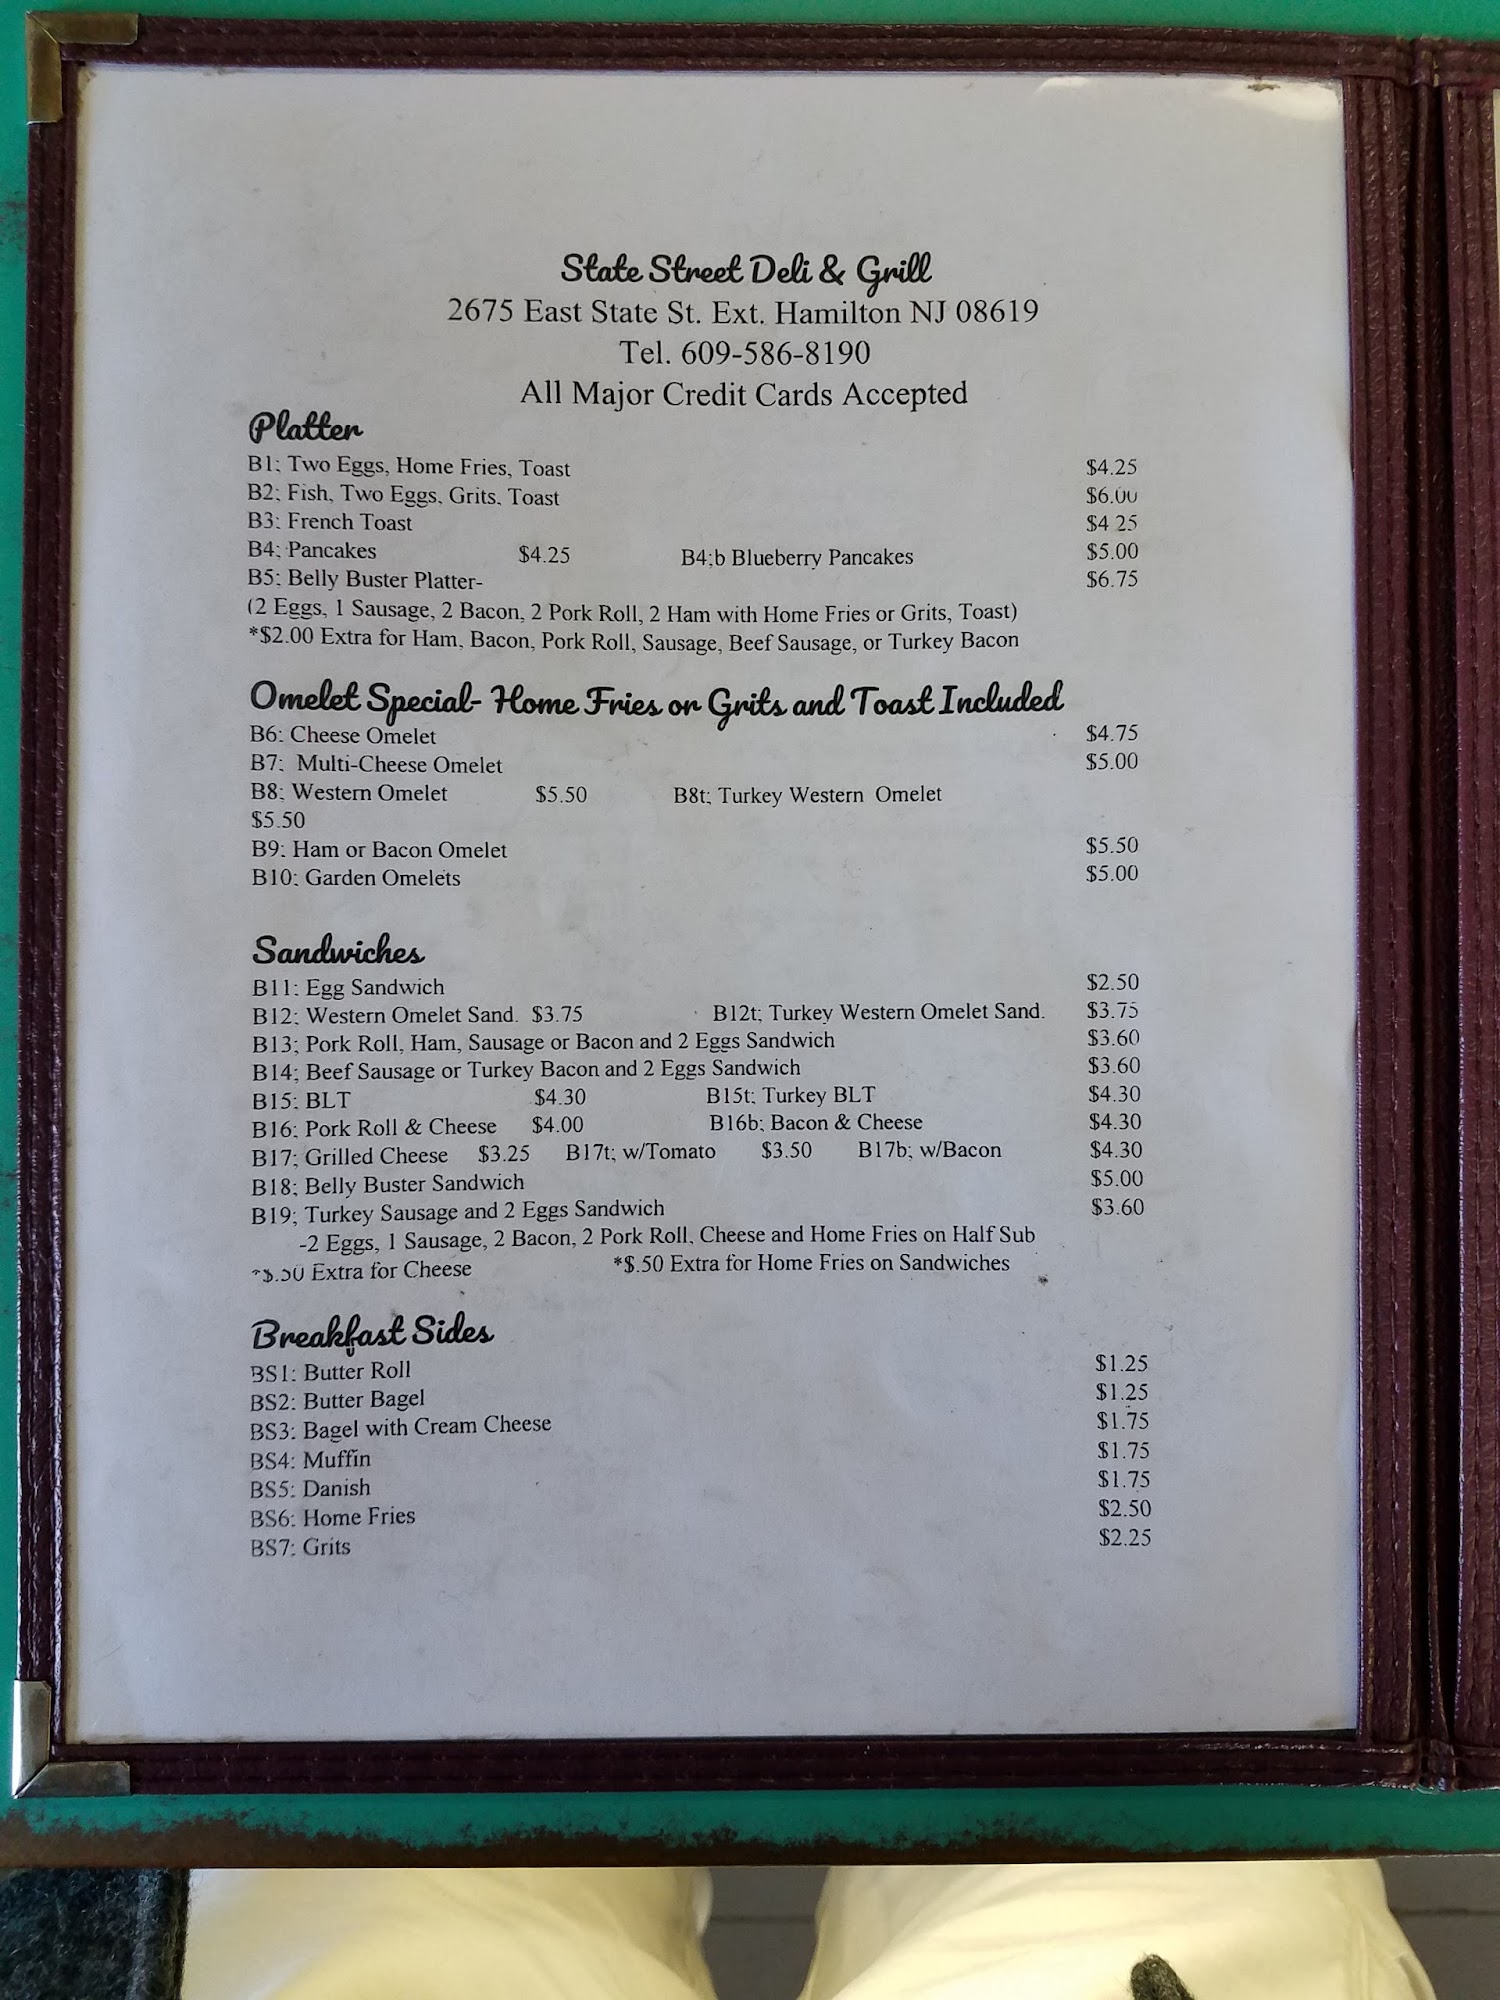 State Street Deli & Grill
2675 East State St. Ext. Hamilton NJ 08619
Tel. 609-586-8190
All Major Credit Cards Accepted
Platter
B1; Two Eggs, Home Fries, Toast $4.25
B2; Fish, Two Eggs, Grits, Toast $6.00
B3: French Toast $4.25
B4; Pancakes $4.25 B4;b Blueberry Pancakes $5.00
B5: Belly Buster Platter- $6.75
(2 Eggs, 1 Sausage, 2 Bacon, 2 Pork Roll, 2 Ham with Home Fries or Grits, Toast)
*$2.00 Extra for Ham, Bacon, Pork Roll, Sausage, Beef Sausage, or Turkey Bacon
Omelet Special- Home Fries or Grits and Toast Included
B6: Cheese Omelet $4.75
B7; Multi-Cheese Omelet $5.00
B8; Western Omelet $5.50 B8t; Turkey Western Omelet
$5.50
B9: Ham or Bacon Omelet $5.50
B10; Garden Omelets $5.00
Sandwiches
B11: Egg Sandwich $2.50
B12; Western Omelet Sand. $3.75 B12t; Turkey Western Omelet Sand. $3.75
B13; Pork Roll, Ham, Sausage or Bacon and 2 Eggs Sandwich $3.60
B14; Beef Sausage or Turkey Bacon and 2 Eggs Sandwich $3.60
B15: BLT $4.30 B15t; Turkey BLT $4.30
B16; Pork Roll & Cheese $4.00 B16b; Bacon & Cheese $4.30
B17; Grilled Cheese $3.25 B17t; w/Tomato $3.50 B17b; w/Bacon $4.30
B18; Belly Buster Sandwich $5.00
B19; Turkey Sausage and 2 Eggs Sandwich $3.60
-2 Eggs, 1 Sausage, 2 Bacon, 2 Pork Roll, Cheese and Home Fries on Half Sub
*$.50 Extra for Cheese *$.50 Extra for Home Fries on Sandwiches
Breakfast Sides
BS1: Butter Roll $1.25
BS2: Butter Bagel $1.25
BS3: Bagel with Cream Cheese $1.75
BS4: Muffin $1.75
BS5: Danish $1.75
BS6: Home Fries $2.50
BS7: Grits $2.25